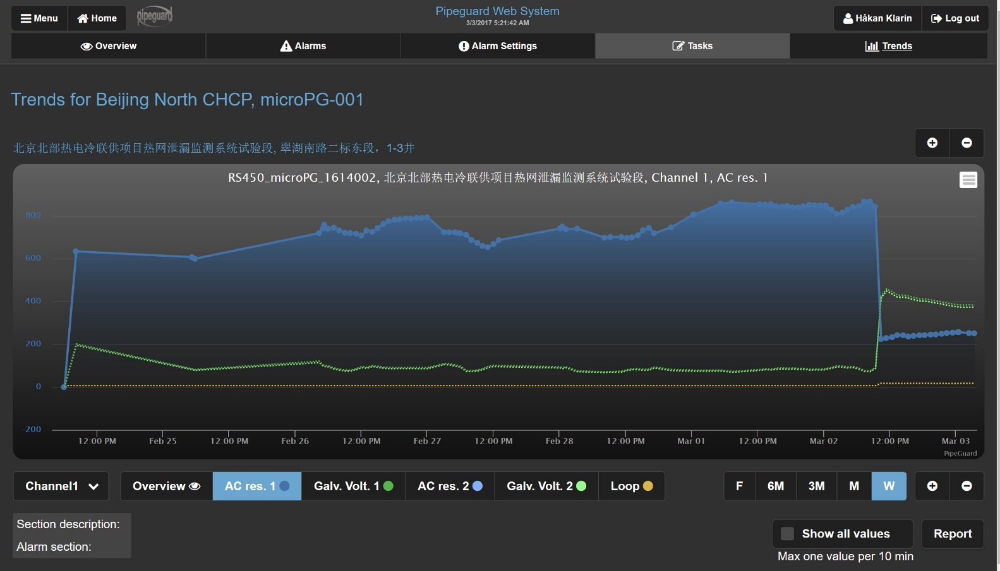 Menu Home pipeguard
Pipeguard Web System
3/3/2017 5:21:42 AM
Håkan Klarin Log out
Overview Alarms Alarm Settings Tasks Trends
Trends for Beijing North CHCP, microPG-001
北京北部热电冷联供项目热网泄漏监测系统试验段, 翠湖南路二标东段，1-3井
RS450_microPG_1614002, 北京北部热电冷联供项目热网泄漏监测系统试验段, Channel 1, AC res. 1
800
600
400
200
0
-200
12:00 PM Feb 25 12:00 PM Feb 26 12:00 PM Feb 27 12:00 PM Feb 28 12:00 PM Mar 01 12:00 PM Mar 02 12:00 PM Mar 03
PipeGuard
Channel1 Overview AC res. 1 Galv. Volt. 1 AC res. 2 Galv. Volt. 2 Loop F 6M 3M M W
Section description:
Alarm section:
Show all values Report
Max one value per 10 min